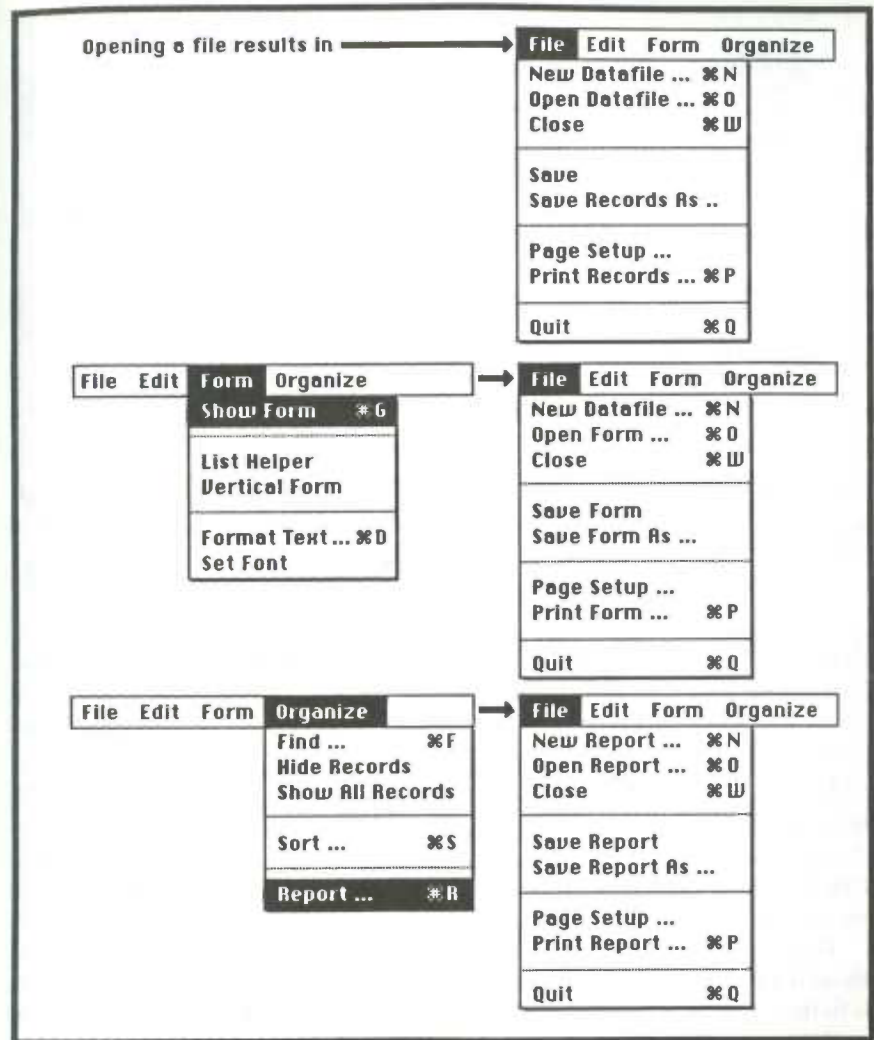 Opening a file results in
File Edit Form Organize
New Datafile ... ⌘N
Open Datafile ... ⌘O
Close ⌘W
Save
Save Records As ..
Page Setup ...
Print Records ... ⌘P
Quit ⌘Q
File Edit Form Organize
Show Form ⌘G
List Helper
Vertical Form
Format Text ... ⌘D
Set Font
File Edit Form Organize
New Datafile ... ⌘N
Open Form ... ⌘O
Close ⌘W
Save Form
Save Form As ...
Page Setup ...
Print Form ... ⌘P
Quit ⌘Q
File Edit Form Organize
Find ... ⌘F
Hide Records
Show All Records
Sort ... ⌘S
Report ... ⌘R
File Edit Form Organize
New Report ... ⌘N
Open Report ... ⌘O
Close ⌘W
Save Report
Save Report As ...
Page Setup ...
Print Report ... ⌘P
Quit ⌘Q